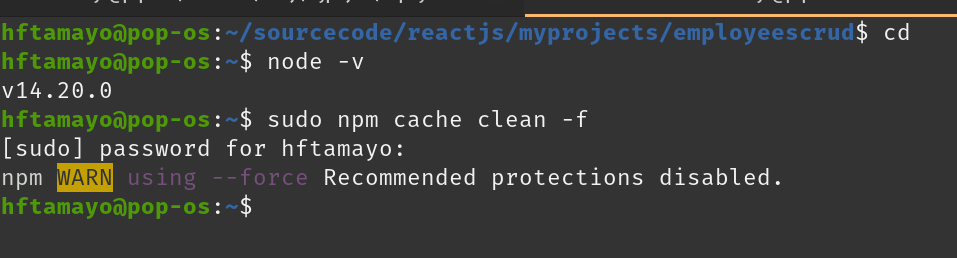 hftamayo@pop-os:~/sourcecode/reactjs/myprojects/employeescrud$ cd
hftamayo@pop-os:~$ node -v
v14.20.0
hftamayo@pop-os:~$ sudo npm cache clean -f
[sudo] password for hftamayo:
npm WARN using --force Recommended protections disabled.
hftamayo@pop-os:~$